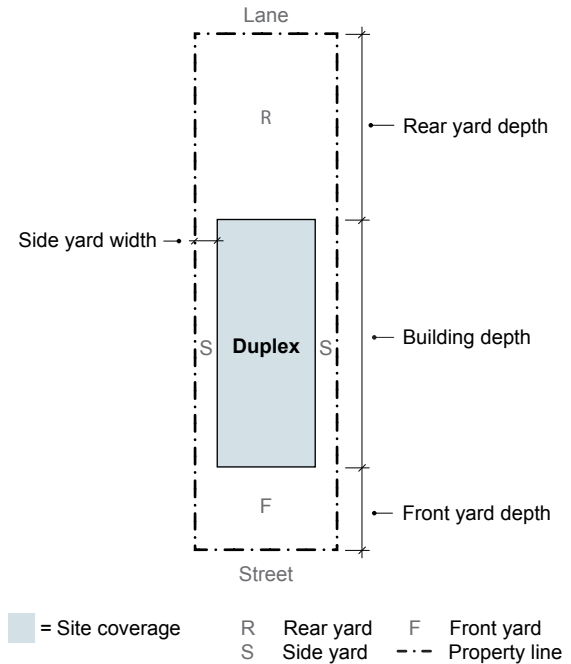 Lane
R
Rear yard depth
Side yard width
S
Duplex
S
Building depth
F
Front yard depth
Street
= Site coverage
R Rear yard
F Front yard
S Side yard
Property line